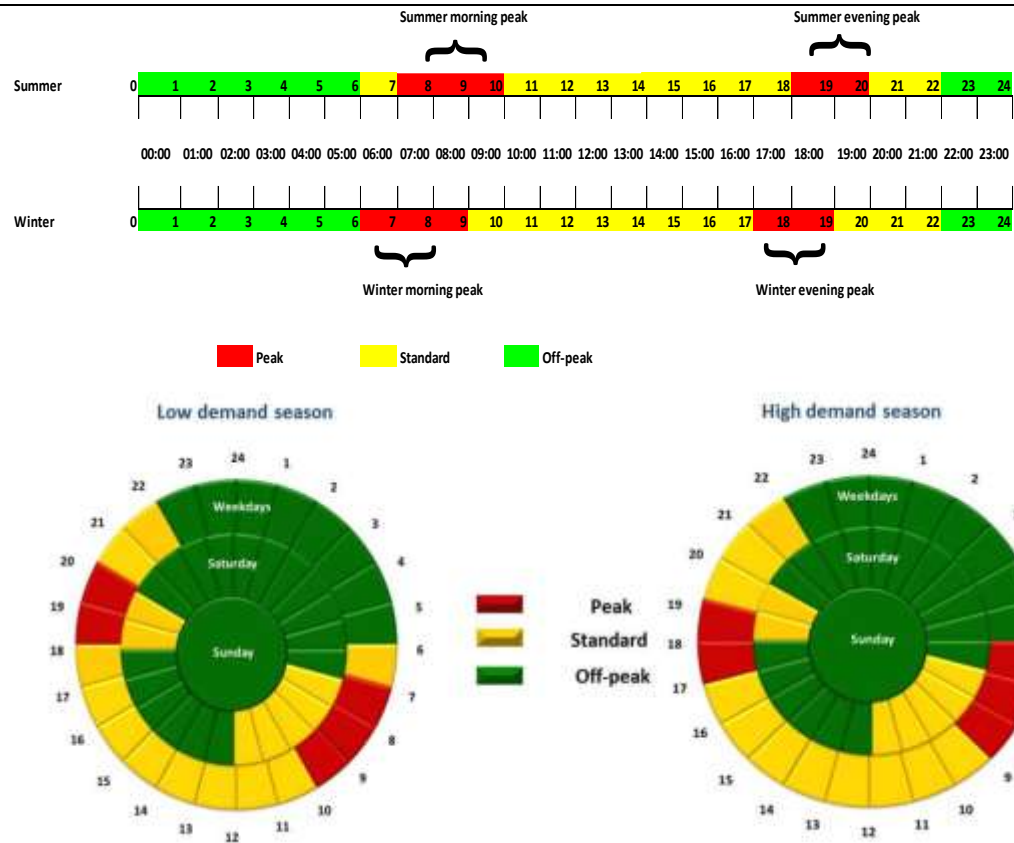 Summer morning peak Summer evening peak
Summer 0 1 2 3 4 5 6 7 8 9 10 11 12 13 14 15 16 17 18 19 20 21 22 23 24
00:00 01:00 02:00 03:00 04:00 05:00 06:00 07:00 08:00 09:00 10:00 11:00 12:00 13:00 14:00 15:00 16:00 17:00 18:00 19:00 20:00 21:00 22:00 23:00
Winter 0 1 2 3 4 5 6 7 8 9 10 11 12 13 14 15 16 17 18 19 20 21 22 23 24
Winter morning peak Winter evening peak
Peak Standard Off-peak
Low demand season
24 1 2 3 4 5 6 7 8 9 10 11 12 13 14 15 16 17 18 19 20 21 22 23
Weekdays
Saturday
Sunday
Peak
Standard
Off-peak
High demand season
24 1 2 9 10 11 12 13 14 15 16 17 18 19 20 21 22 23
Weekdays
Saturday
Sunday